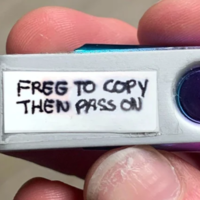 FREE TO COPY
THEN PASS ON